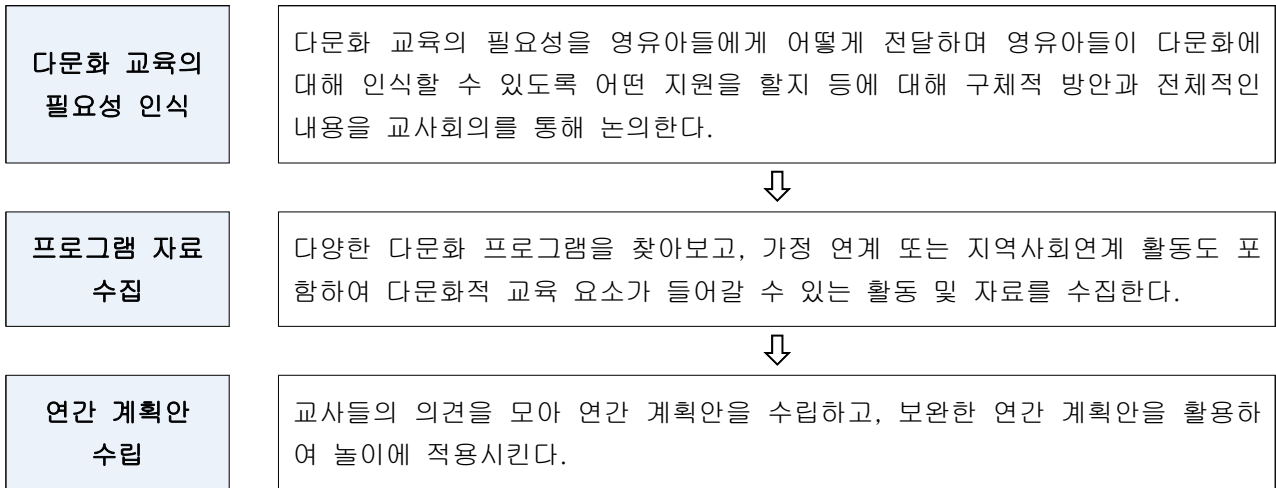 다문화 교육의
필요성 인식
다문화 교육의 필요성을 영유아들에게 어떻게 전달하며 영유아들이 다문화에
대해 인식할 수 있도록 어떤 지원을 할지 등에 대해 구체적 방안과 전체적인
내용을 교사회의를 통해 논의한다.
프로그램 자료
수집
다양한 다문화 프로그램을 찾아보고, 가정 연계 또는 지역사회연계 활동도 포
함하여 다문화적 교육 요소가 들어갈 수 있는 활동 및 자료를 수집한다.
연간 계획안
수립
교사들의 의견을 모아 연간 계획안을 수립하고, 보완한 연간 계획안을 활용하
여 놀이에 적용시킨다.